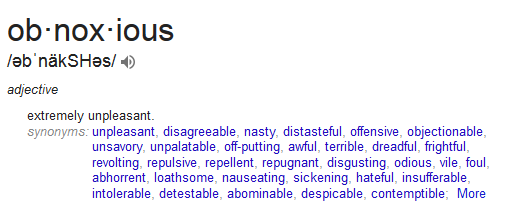 ob·nox·ious
/əbˈnäkSHəs/
adjective
extremely unpleasant.
synonyms: unpleasant, disagreeable, nasty, distasteful, offensive, objectionable,
unsavory, unpalatable, off-putting, awful, terrible, dreadful, frightful,
revolting, repulsive, repellent, repugnant, disgusting, odious, vile, foul,
abhorrent, loathsome, nauseating, sickening, hateful, insufferable,
intolerable, detestable, abominable, despicable, contemptible; More